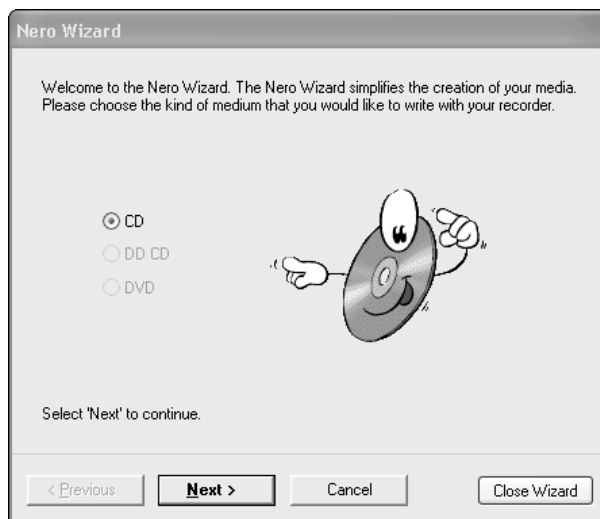 Nero Wizard
Welcome to the Nero Wizard. The Nero Wizard simplifies the creation of your media.
Please choose the kind of medium that you would like to write with your recorder.
CD
DD CD
DVD
Select 'Next' to continue.
< Previous
Next >
Cancel
Close Wizard